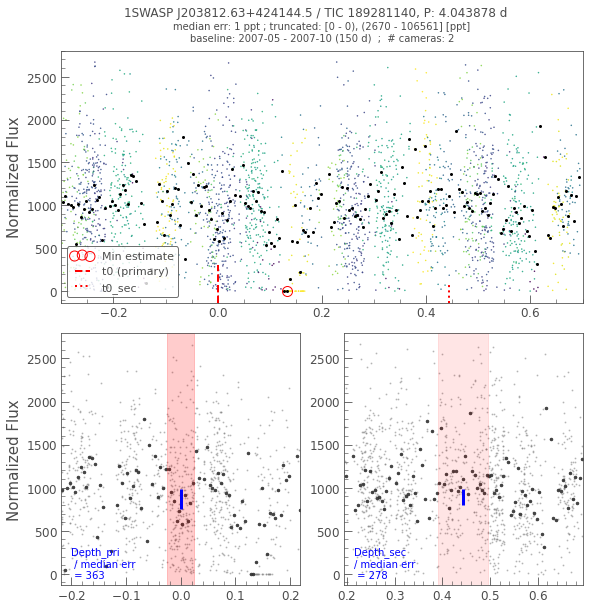 1SWASP J203812.63+424144.5 / TIC 189281140, P: 4.043878 d
median err: 1 ppt ; truncated: [0 - 0), (2670 - 106561] [ppt]
baseline: 2007-05 - 2007-10 (150 d)  ;  # cameras: 2
Normalized Flux
2500
2000
1500
1000
500
0
Min estimate
t0 (primary)
t0_sec
−0.2
0.0
0.2
0.4
0.6
Normalized Flux
2500
2000
1500
1000
500
0
Depth_pri
/ median err
= 363
−0.2
−0.1
0.0
0.1
0.2
2500
2000
1500
1000
500
0
Depth_sec
/ median err
= 278
0.2
0.3
0.4
0.5
0.6